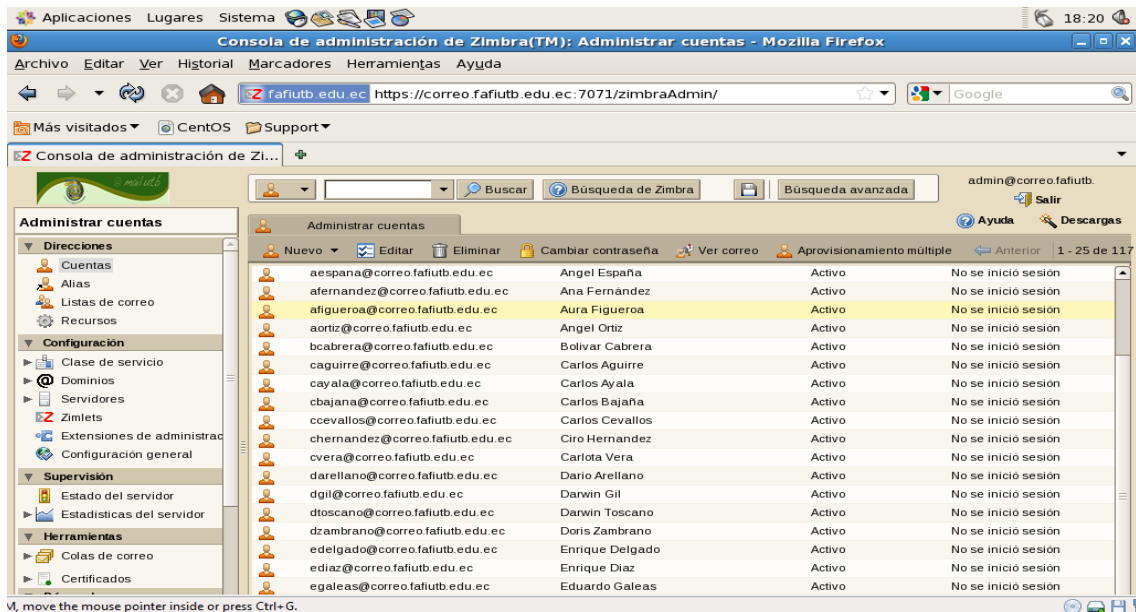 Aplicaciones Lugares Sistema 18:20
Consola de administración de Zimbra(TM): Administrar cuentas - Mozilla Firefox
Archivo Editar Ver Historial Marcadores Herramientas Ayuda
fafiutb.edu.ec https://correo.fafiutb.edu.ec:7071/zimbraAdmin/ Google
Más visitados CentOS Support
Consola de administración de Zi...
@mailutb Buscar Búsqueda de Zimbra Búsqueda avanzada admin@correo.fafiutb.
Salir
Administrar cuentas Administrar cuentas Ayuda Descargas
Direcciones Nuevo Editar Eliminar Cambiar contraseña Ver correo Aprovisionamiento múltiple Anterior 1 - 25 de 117
Cuentas
Alias
Listas de correo
Recursos
Configuración
Clase de servicio
Dominios
Servidores
Zimlets
Extensiones de administrac
Configuración general
Supervisión
Estado del servidor
Estadísticas del servidor
Herramientas
Colas de correo
Certificados
aespana@correo.fafiutb.edu.ec Angel España Activo No se inició sesión
afernandez@correo.fafiutb.edu.ec Ana Fernández Activo No se inició sesión
afigueroa@correo.fafiutb.edu.ec Aura Figueroa Activo No se inició sesión
aortiz@correo.fafiutb.edu.ec Angel Ortiz Activo No se inició sesión
bcabrera@correo.fafiutb.edu.ec Bolivar Cabrera Activo No se inició sesión
caguirre@correo.fafiutb.edu.ec Carlos Aguirre Activo No se inició sesión
cayala@correo.fafiutb.edu.ec Carlos Ayala Activo No se inició sesión
cbajana@correo.fafiutb.edu.ec Carlos Bajaña Activo No se inició sesión
ccevallos@correo.fafiutb.edu.ec Carlos Cevallos Activo No se inició sesión
chernandez@correo.fafiutb.edu.ec Ciro Hernandez Activo No se inició sesión
cvera@correo.fafiutb.edu.ec Carlota Vera Activo No se inició sesión
darellano@correo.fafiutb.edu.ec Dario Arellano Activo No se inició sesión
dgil@correo.fafiutb.edu.ec Darwin Gil Activo No se inició sesión
dtoscano@correo.fafiutb.edu.ec Darwin Toscano Activo No se inició sesión
dzambrano@correo.fafiutb.edu.ec Doris Zambrano Activo No se inició sesión
edelgado@correo.fafiutb.edu.ec Enrique Delgado Activo No se inició sesión
ediaz@correo.fafiutb.edu.ec Enrique Diaz Activo No se inició sesión
egaleas@correo.fafiutb.edu.ec Eduardo Galeas Activo No se inició sesión
M, move the mouse pointer inside or press Ctrl+G.